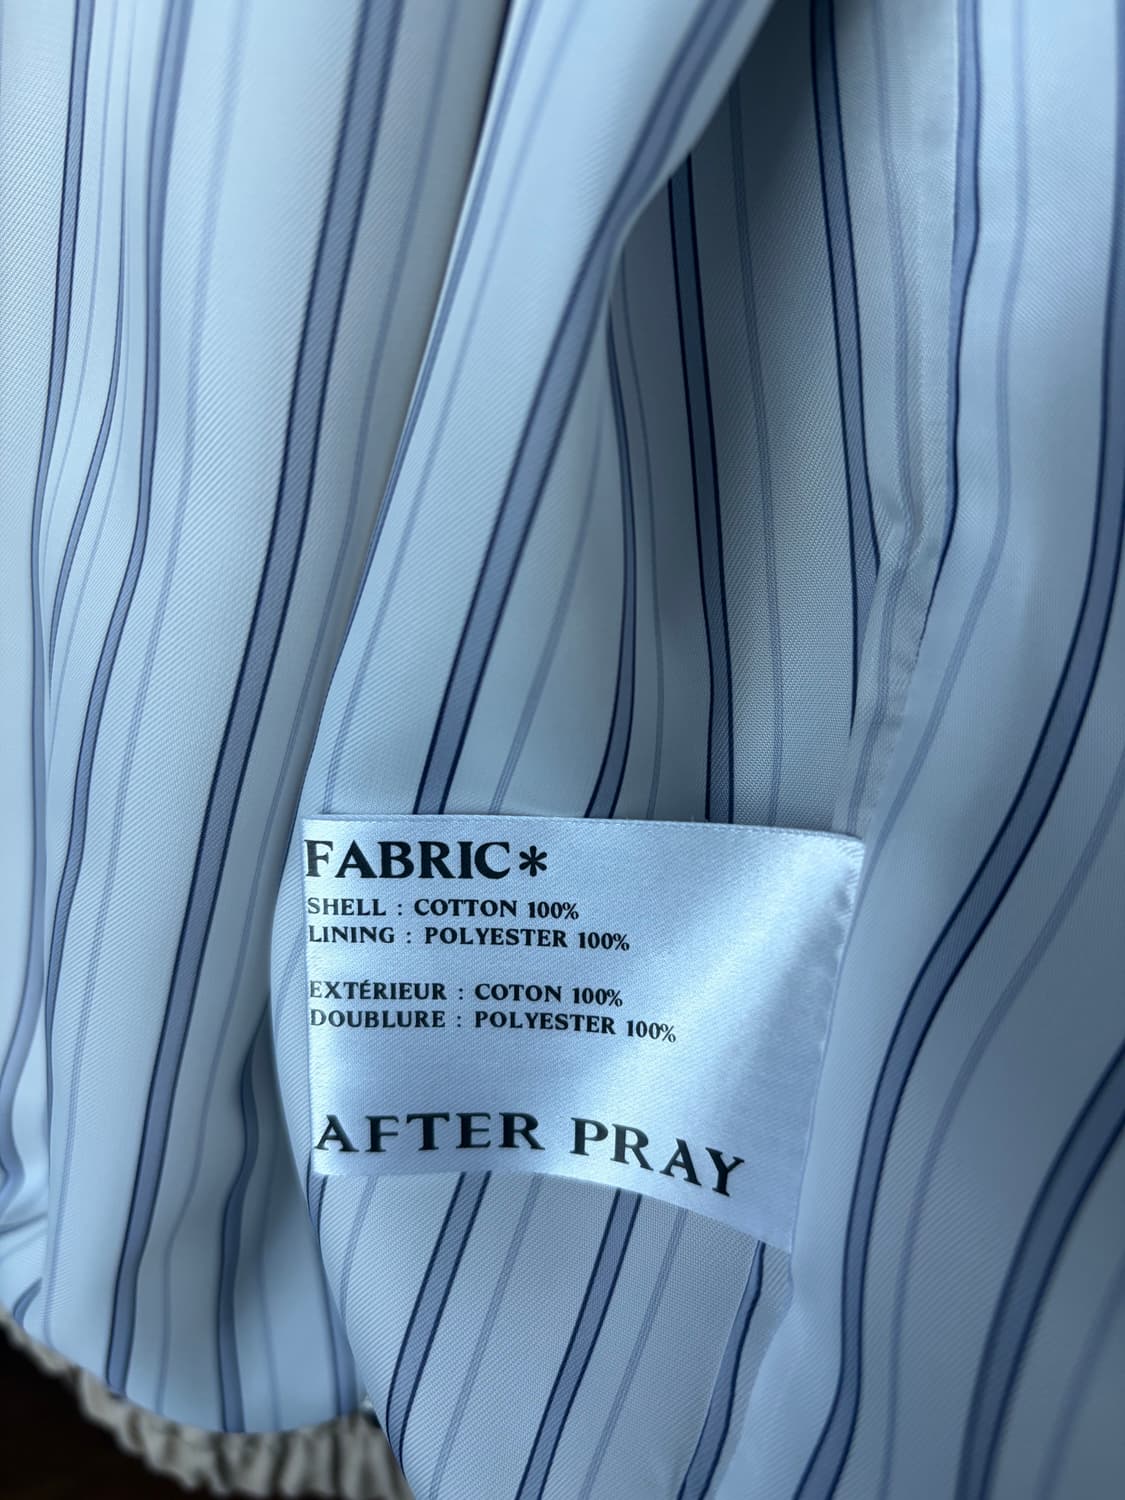 FABRIC*
SHELL : COTTON 100%
LINING : POLYESTER 100%
EXTÉRIEUR : COTON 100%
DOUBLURE : POLYESTER 100%
AFTER PRAY